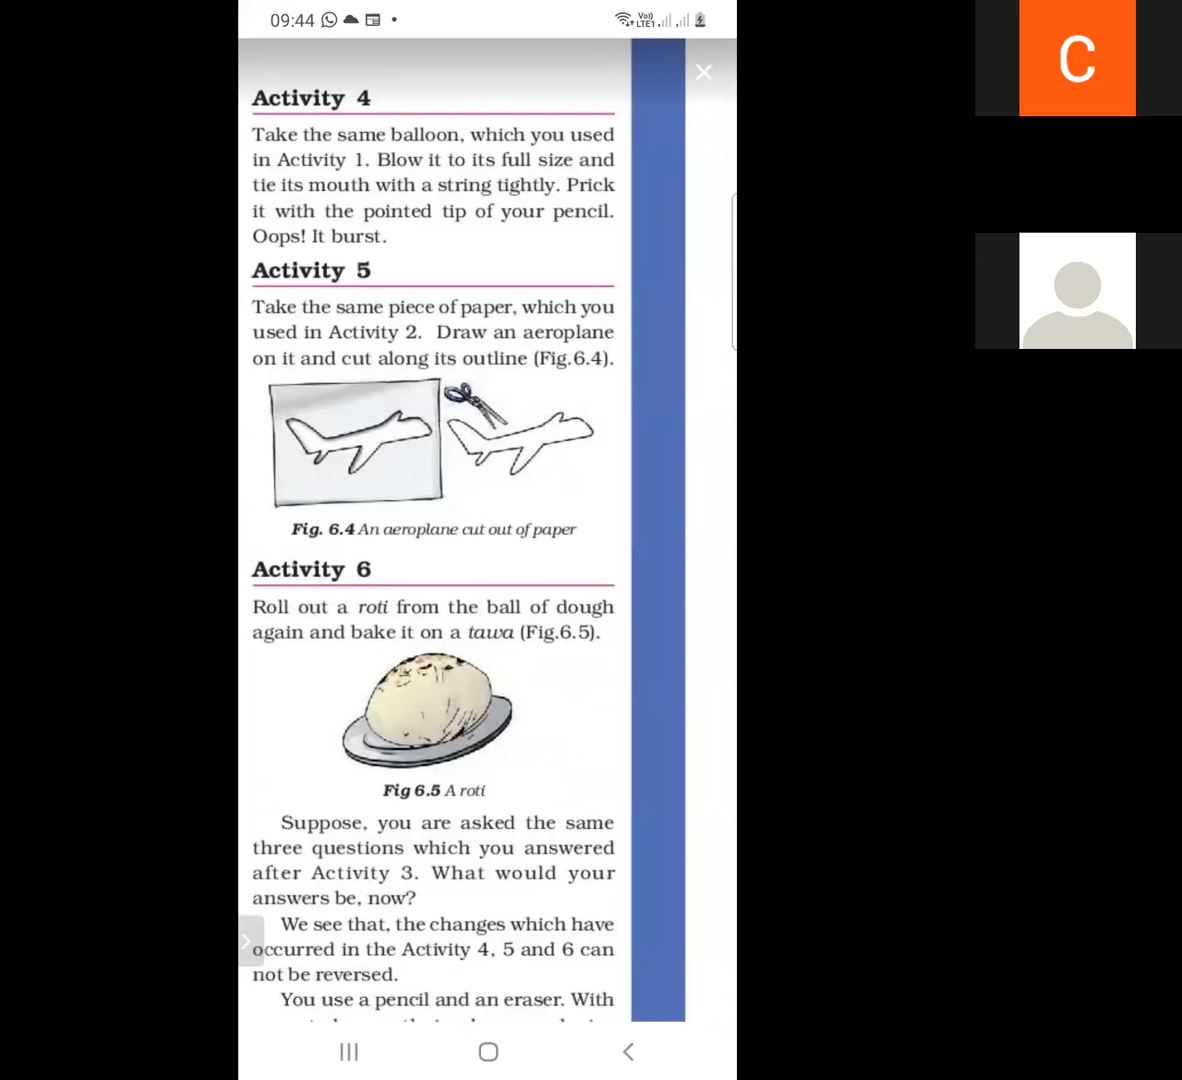 09:44
Vo))
LTE1
C
Activity 4
Take the same balloon, which you used
in Activity 1. Blow it to its full size and
tie its mouth with a string tightly. Prick
it with the pointed tip of your pencil.
Oops! It burst.
Activity 5
Take the same piece of paper, which you
used in Activity 2. Draw an aeroplane
on it and cut along its outline (Fig.6.4).
Fig. 6.4 An aeroplane cut out of paper
Activity 6
Roll out a roti from the ball of dough
again and bake it on a tawa (Fig.6.5).
Fig 6.5 A roti
Suppose, you are asked the same
three questions which you answered
after Activity 3. What would your
answers be, now?
We see that, the changes which have
occurred in the Activity 4, 5 and 6 can
not be reversed.
You use a pencil and an eraser. With